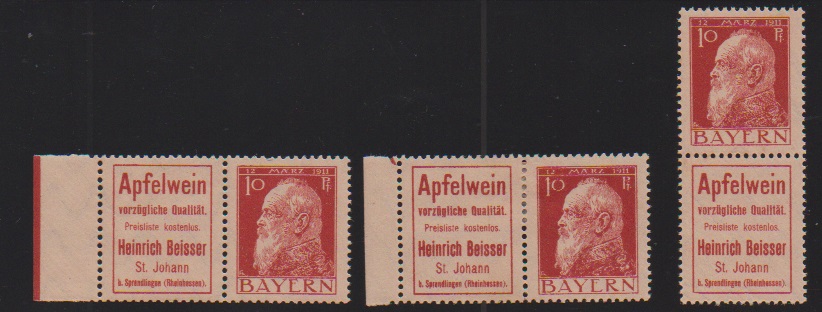 Apfelwein
vorzügliche Qualität.
Preisliste kostenlos.
Heinrich Beisser
St. Johann
b. Sprendlingen (Rheinhessen).
12 MÄRZ 1911
10 Pf.
BAYERN
Apfelwein
vorzügliche Qualität.
Preisliste kostenlos.
Heinrich Beisser
St. Johann
b. Sprendlingen (Rheinhessen).
12 MÄRZ 1911
10 Pf.
BAYERN
12 MÄRZ 1911
10 Pf.
BAYERN
Apfelwein
vorzügliche Qualität.
Preisliste kostenlos.
Heinrich Beisser
St. Johann
b. Sprendlingen (Rheinhessen).